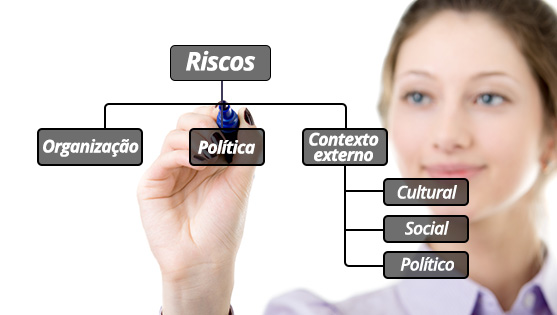 Riscos
Organização
Política
Contexto
externo
Cultural
Social
Político